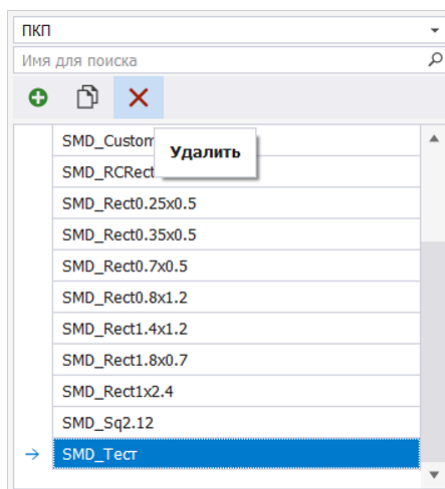 ПКП
Имя для поиска
SMD_Custom
Удалить
SMD_RCRect
SMD_Rect0.25x0.5
SMD_Rect0.35x0.5
SMD_Rect0.7x0.5
SMD_Rect0.8x1.2
SMD_Rect1.4x1.2
SMD_Rect1.8x0.7
SMD_Rect1x2.4
SMD_Sq2.12
SMD_Тест